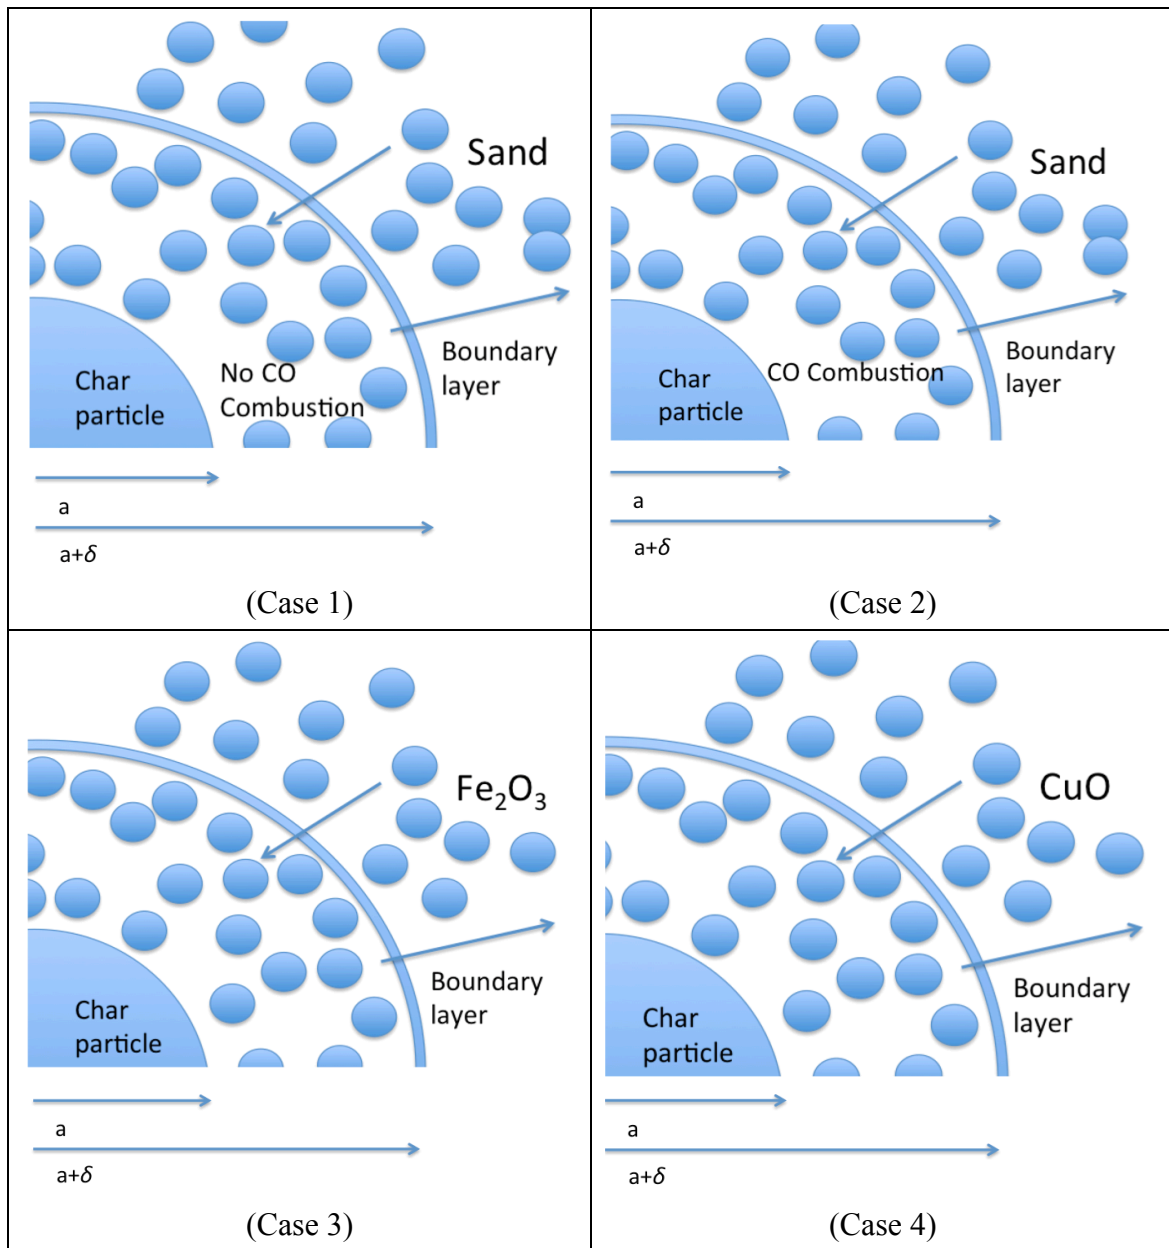 Sand
No CO
Combustion
Char
particle
Boundary
layer
a
a+δ
(Case 1)
Sand
CO Combustion
Char
particle
Boundary
layer
a
a+δ
(Case 2)
Fe₂O₃
Char
particle
Boundary
layer
a
a+δ
(Case 3)
CuO
Char
particle
Boundary
layer
a
a+δ
(Case 4)